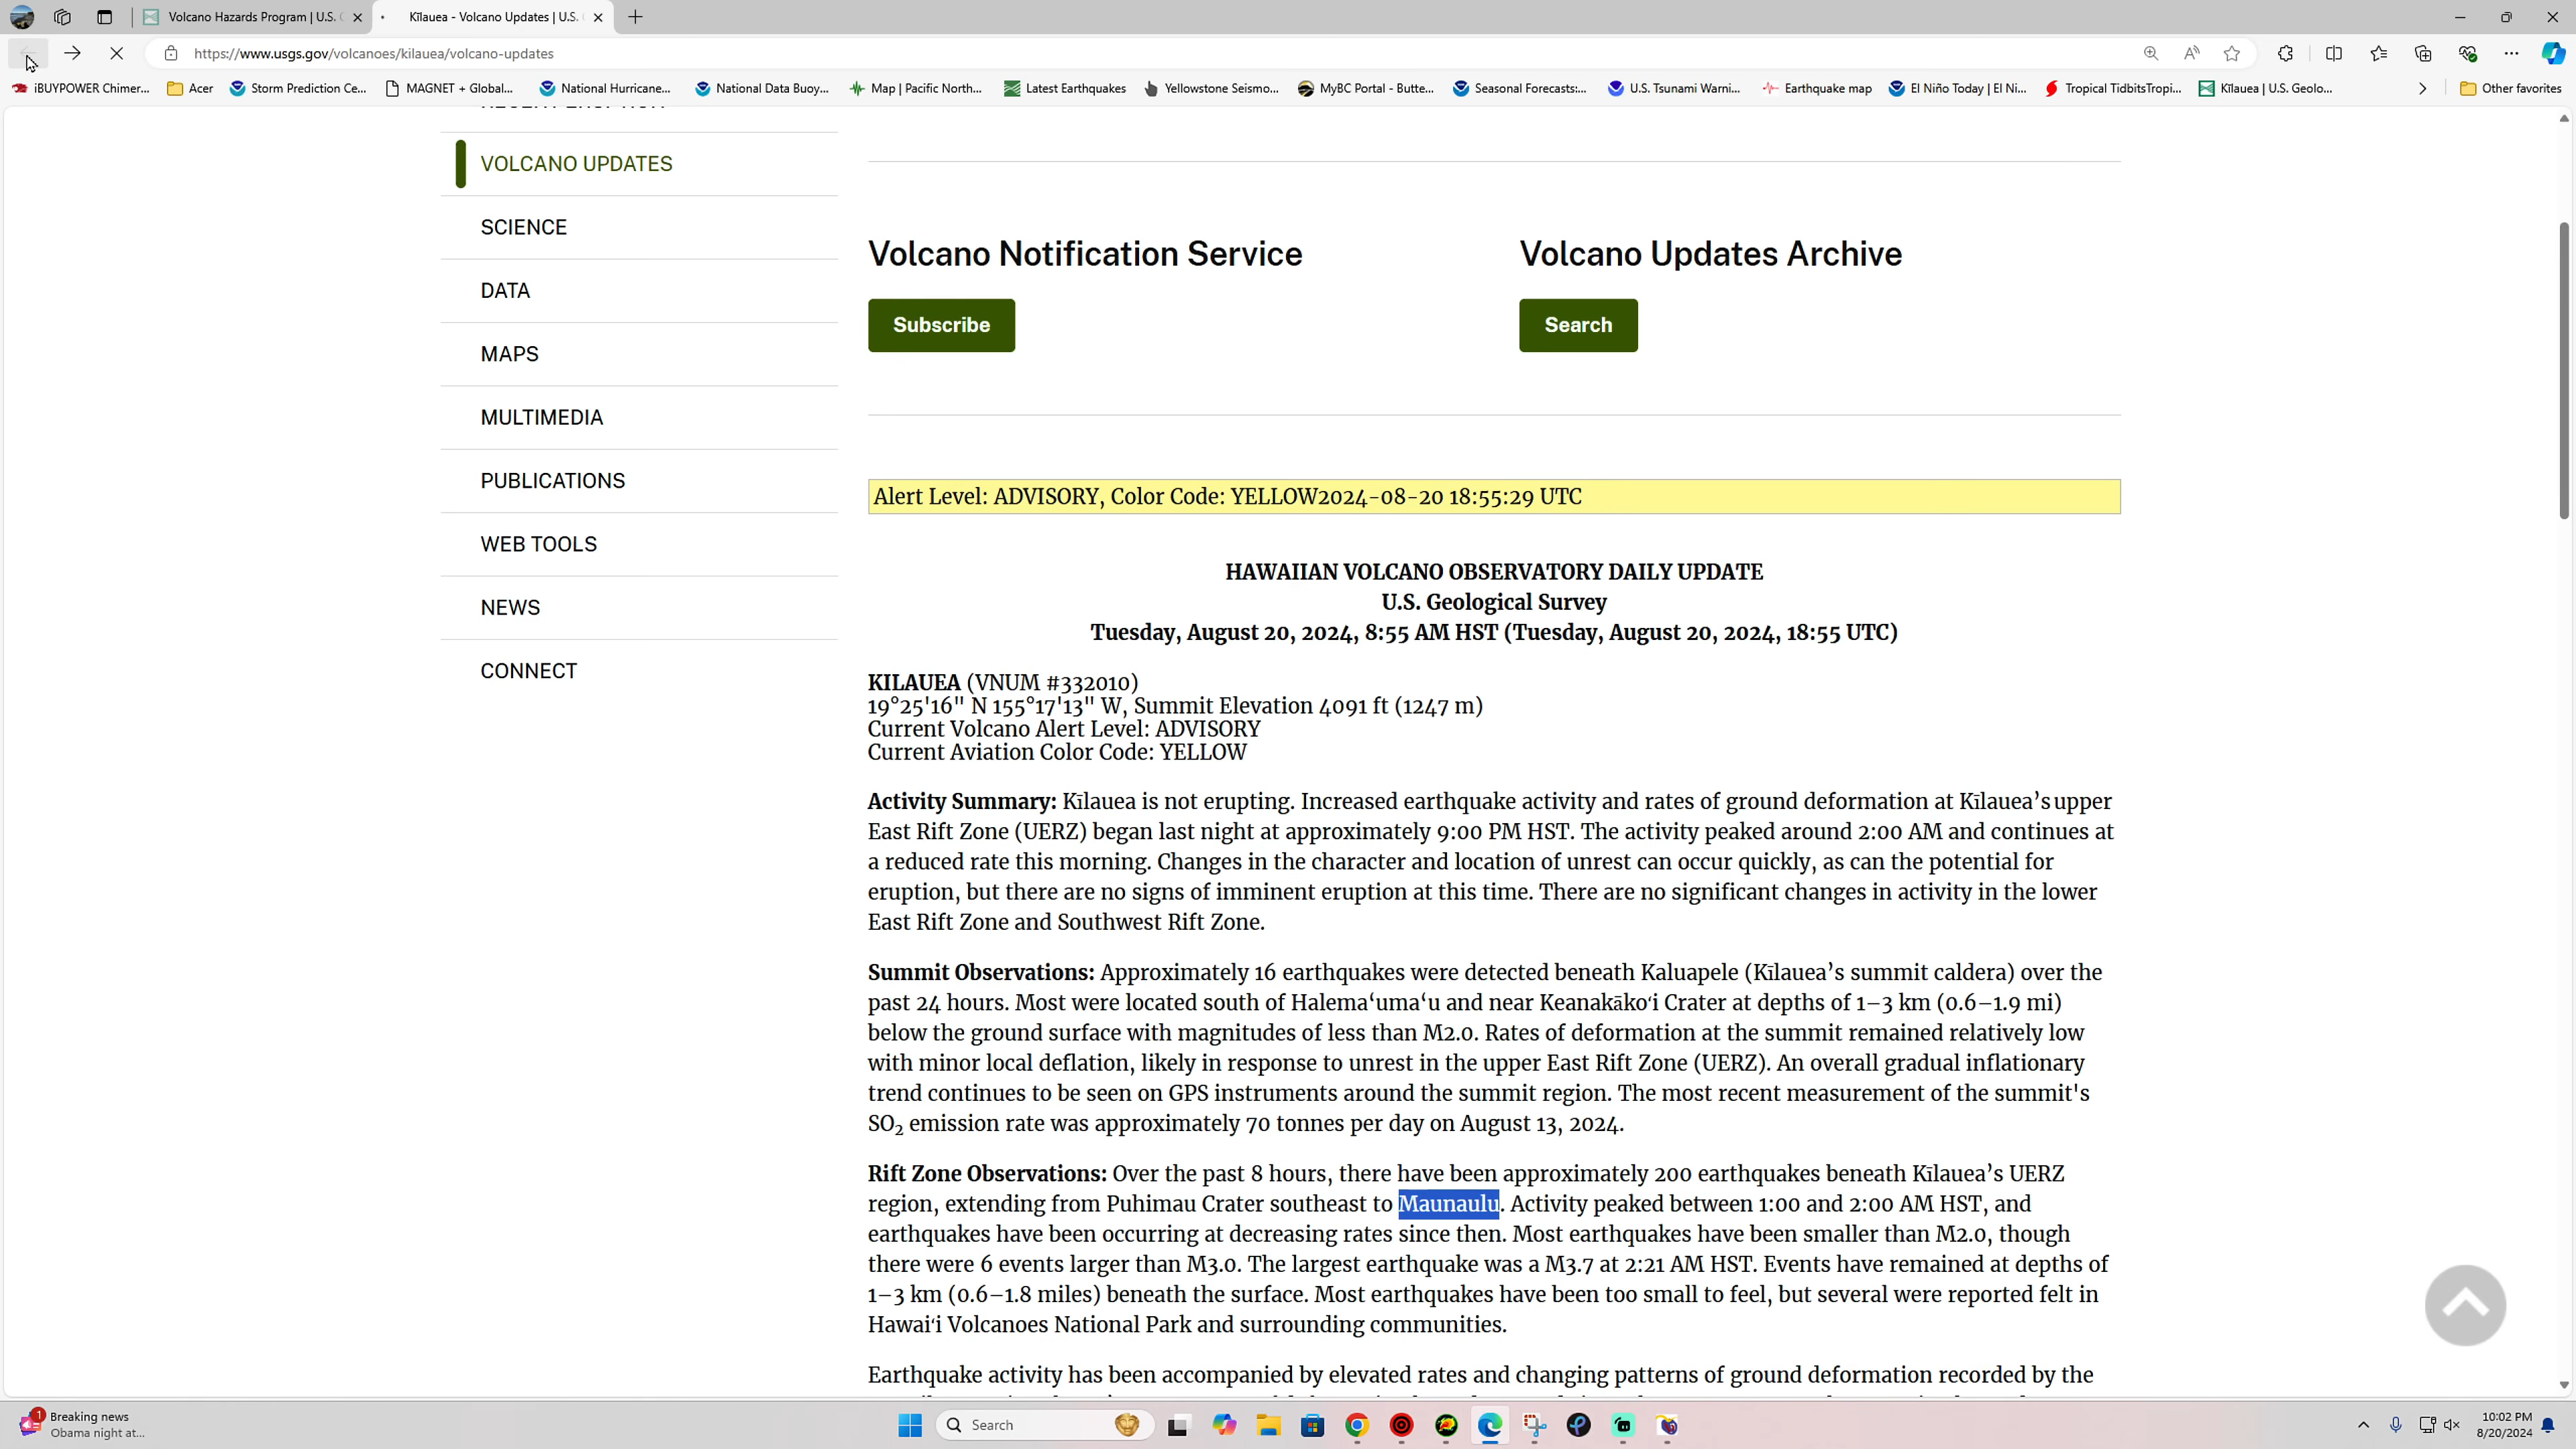 Volcano Hazards Program | U.S.
Kīlauea - Volcano Updates | U.S.
https://www.usgs.gov/volcanoes/kilauea/volcano-updates
iBUYPOWER Chimer...
Acer
Storm Prediction Ce...
MAGNET + Global...
National Hurricane...
National Data Buoy...
Map | Pacific North...
Latest Earthquakes
Yellowstone Seismo...
MyBC Portal - Butte...
Seasonal Forecasts:...
U.S. Tsunami Warni...
Earthquake map
El Niño Today | El Ni...
Tropical TidbitsTropi...
Kīlauea | U.S. Geolo...
Other favorites
VOLCANO UPDATES
SCIENCE
DATA
MAPS
MULTIMEDIA
PUBLICATIONS
WEB TOOLS
NEWS
CONNECT
Volcano Notification Service
Subscribe
Volcano Updates Archive
Search
Alert Level: ADVISORY, Color Code: YELLOW2024-08-20 18:55:29 UTC
HAWAIIAN VOLCANO OBSERVATORY DAILY UPDATE
U.S. Geological Survey
Tuesday, August 20, 2024, 8:55 AM HST (Tuesday, August 20, 2024, 18:55 UTC)
KILAUEA (VNUM #332010)
19°25'16" N 155°17'13" W, Summit Elevation 4091 ft (1247 m)
Current Volcano Alert Level: ADVISORY
Current Aviation Color Code: YELLOW
Activity Summary: Kīlauea is not erupting. Increased earthquake activity and rates of ground deformation at Kīlauea’s upper
East Rift Zone (UERZ) began last night at approximately 9:00 PM HST. The activity peaked around 2:00 AM and continues at
a reduced rate this morning. Changes in the character and location of unrest can occur quickly, as can the potential for
eruption, but there are no signs of imminent eruption at this time. There are no significant changes in activity in the lower
East Rift Zone and Southwest Rift Zone.
Summit Observations: Approximately 16 earthquakes were detected beneath Kaluapele (Kīlauea’s summit caldera) over the
past 24 hours. Most were located south of Halemaʻumaʻu and near Keanakākoʻi Crater at depths of 1–3 km (0.6–1.9 mi)
below the ground surface with magnitudes of less than M2.0. Rates of deformation at the summit remained relatively low
with minor local deflation, likely in response to unrest in the upper East Rift Zone (UERZ). An overall gradual inflationary
trend continues to be seen on GPS instruments around the summit region. The most recent measurement of the summit's
SO₂ emission rate was approximately 70 tonnes per day on August 13, 2024.
Rift Zone Observations: Over the past 8 hours, there have been approximately 200 earthquakes beneath Kīlauea’s UERZ
region, extending from Puhimau Crater southeast to Maunaulu. Activity peaked between 1:00 and 2:00 AM HST, and
earthquakes have been occurring at decreasing rates since then. Most earthquakes have been smaller than M2.0, though
there were 6 events larger than M3.0. The largest earthquake was a M3.7 at 2:21 AM HST. Events have remained at depths of
1–3 km (0.6–1.8 miles) beneath the surface. Most earthquakes have been too small to feel, but several were reported felt in
Hawaiʻi Volcanoes National Park and surrounding communities.
Earthquake activity has been accompanied by elevated rates and changing patterns of ground deformation recorded by the
1
Breaking news
Obama night at...
Search
10:02 PM
8/20/2024